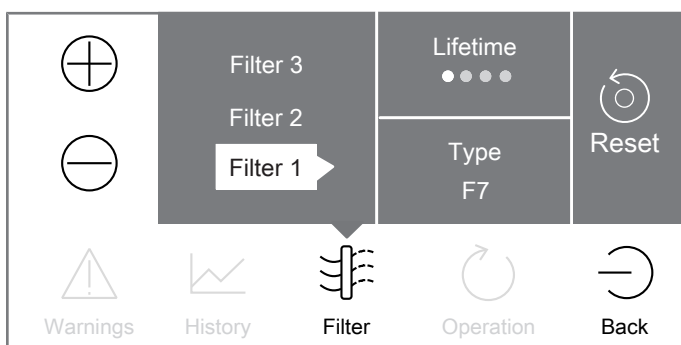 Filter 3
Filter 2
Filter 1
Lifetime
Type
F7
Reset
Warnings
History
Filter
Operation
Back